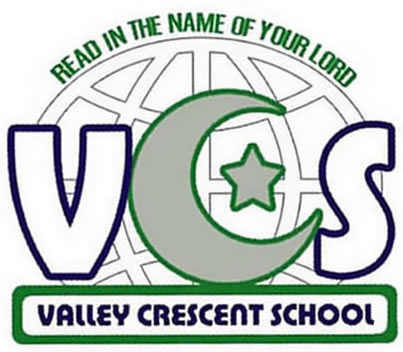 READ IN THE NAME OF YOUR LORD
VCS
VALLEY CRESCENT SCHOOL